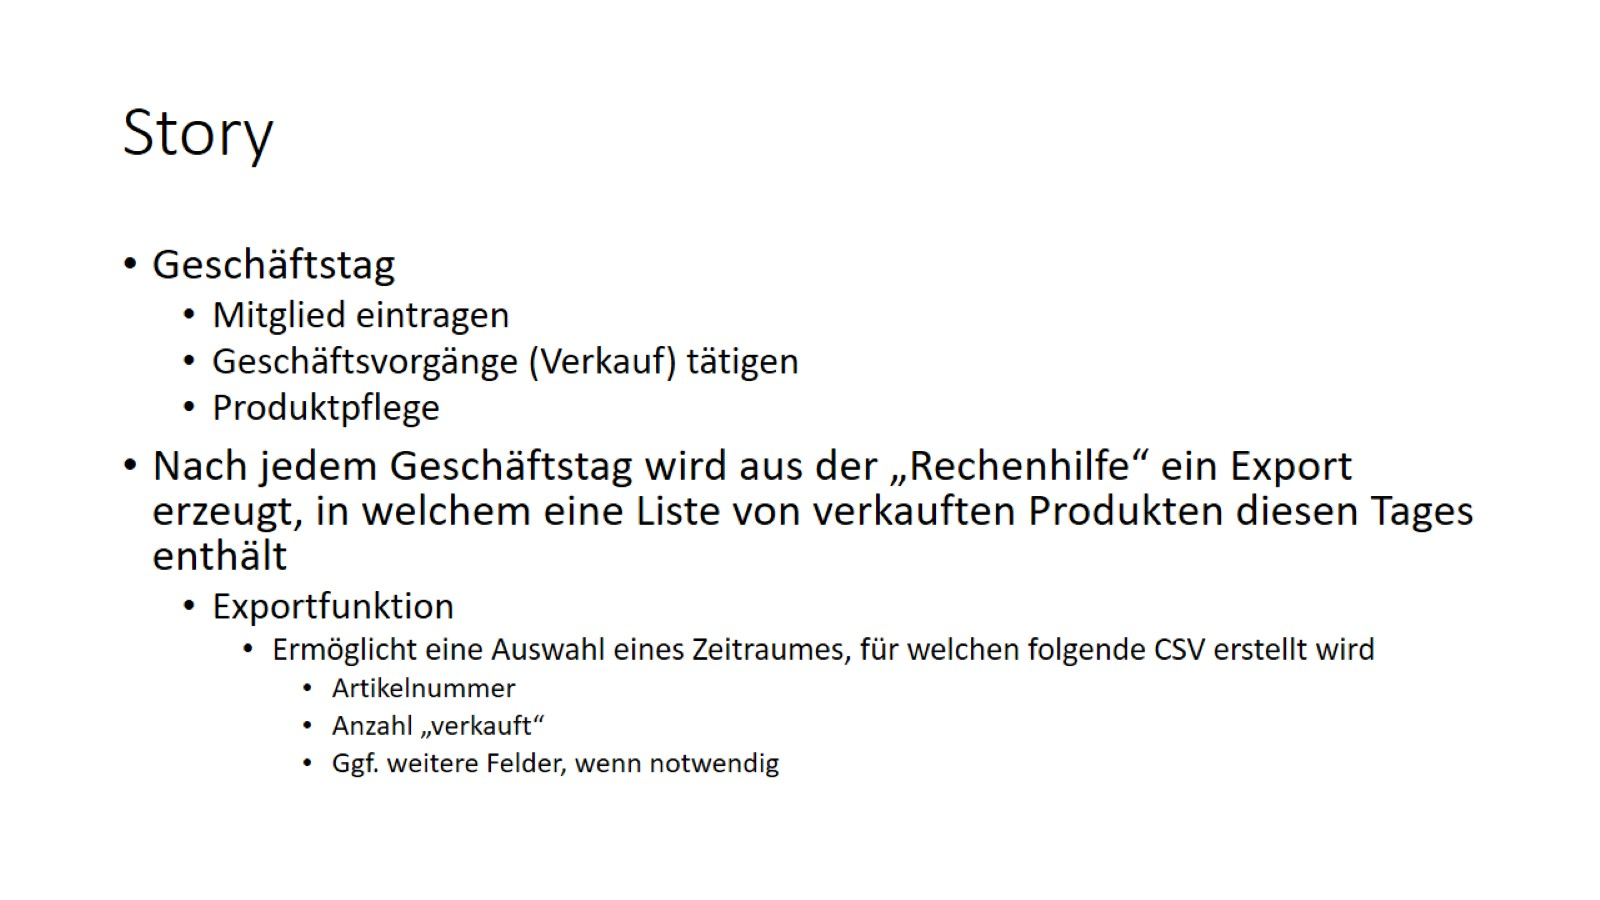 Story
• Geschäftstag
• Mitglied eintragen
• Geschäftsvorgänge (Verkauf) tätigen
• Produktpflege
• Nach jedem Geschäftstag wird aus der „Rechenhilfe“ ein Export
erzeugt, in welchem eine Liste von verkauften Produkten diesen Tages
enthält
• Exportfunktion
• Ermöglicht eine Auswahl eines Zeitraumes, für welchen folgende CSV erstellt wird
• Artikelnummer
• Anzahl „verkauft“
• Ggf. weitere Felder, wenn notwendig